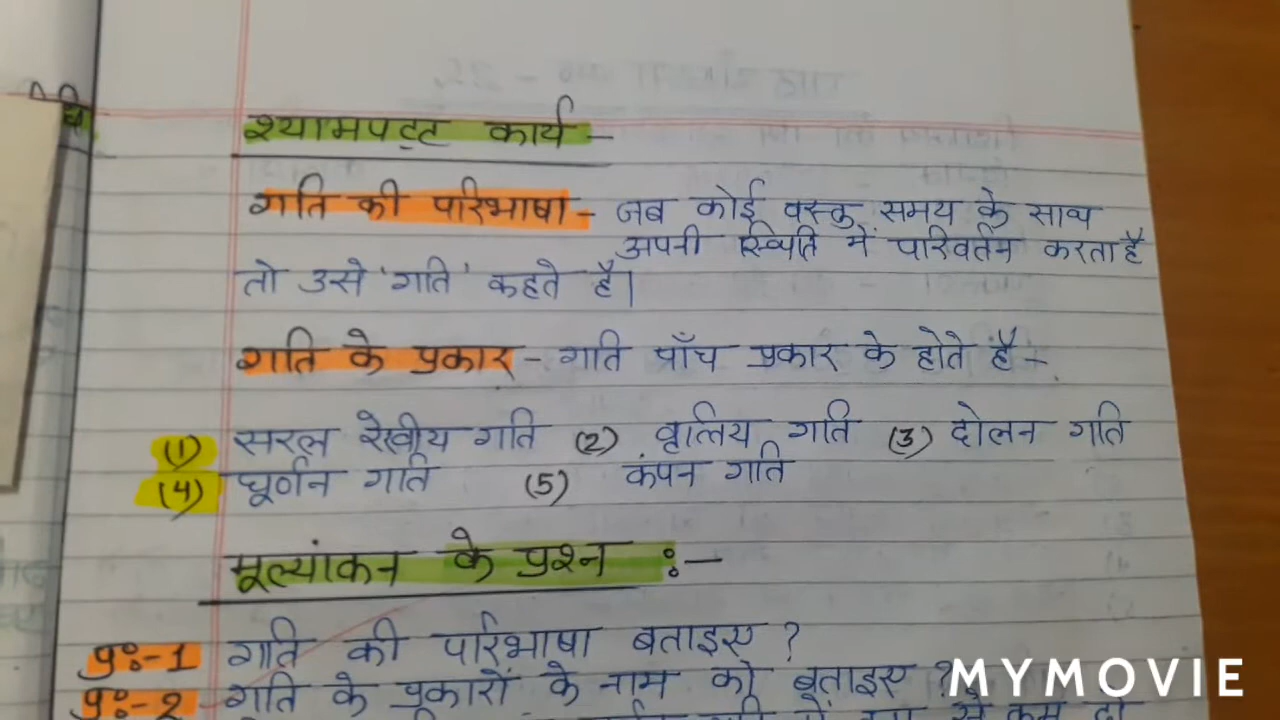 श्यामपट्ट कार्य -
गति की परिभाषा - जब कोई वस्तु समय के साथ
अपनी स्थिति में परिवर्तन करता है
तो उसे 'गति' कहते है।
गति के प्रकार - गति पाँच प्रकार के होते है -
(1) सरल रेखीय गति (2) वृत्तिय गति (3) दोलन गति
(4) घूर्णन गति (5) कंपन गति
मूल्यांकन के प्रश्न :-
प्र:-1 गति की परिभाषा बताइए ?
प्र:-2 गति के प्रकारों के नाम को बताइए ?
MYMOVIE